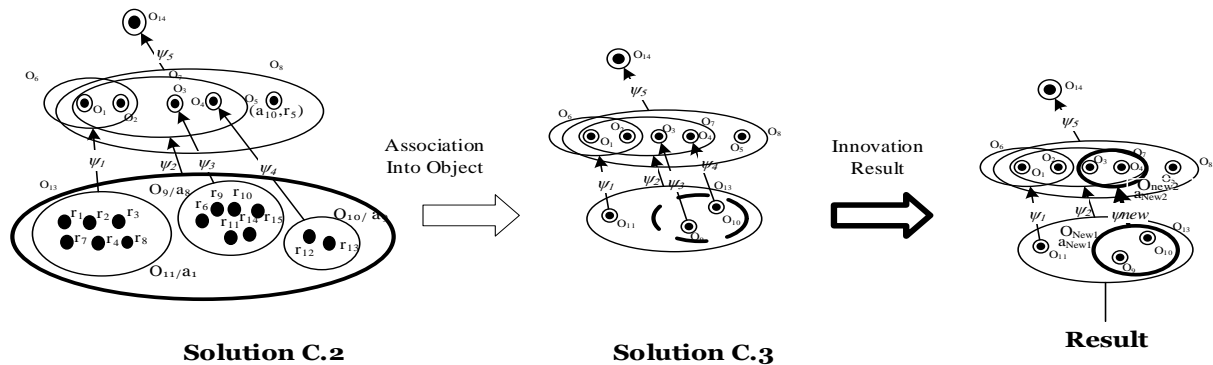 O₁₄
ψ₅
O₆
O₇
O₈
O₁
O₂
O₃
O₄
O₅
(a₁₀,r₅)
ψ₁
ψ₂
ψ₃
ψ₄
O₁₃
O₉/a₈
r₁
r₂
r₃
r₇
r₄
r₈
r₉
r₁₀
r₆
r₁₁
r₁₄
r₁₅
r₁₂
r₁₃
O₁₁/a₁
Solution C.2
Association
Into Object
O₁₄
ψ₅
O₆
O₇
O₈
O₁
O₃
O₄
O₅
ψ₁
ψ₂
ψ₃
ψ₄
O₁₃
O₁₁
O₁₀
Solution C.3
Innovation
Result
O₁₄
ψ₅
O₆
O₇
O₈
O₁
O₃
O₄
Onew2
aNew2
ψ₁
ψ₂
ψnew
ONew1
aNew1
O₁₃
O₁₁
O₁₀
O₉
Result